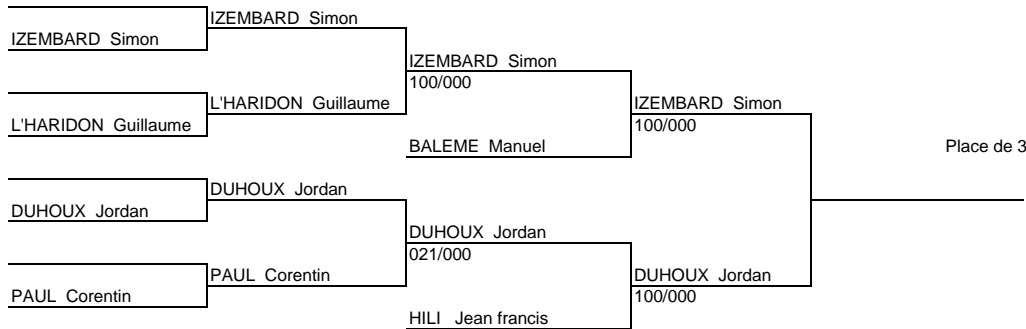 IZEMBARD Simon
IZEMBARD Simon
IZEMBARD Simon
100/000
L'HARIDON Guillaume
IZEMBARD Simon
L'HARIDON Guillaume
100/000
BALEME Manuel
Place de 3
DUHOUX Jordan
DUHOUX Jordan
DUHOUX Jordan
021/000
PAUL Corentin
DUHOUX Jordan
PAUL Corentin
100/000
HILI Jean francis